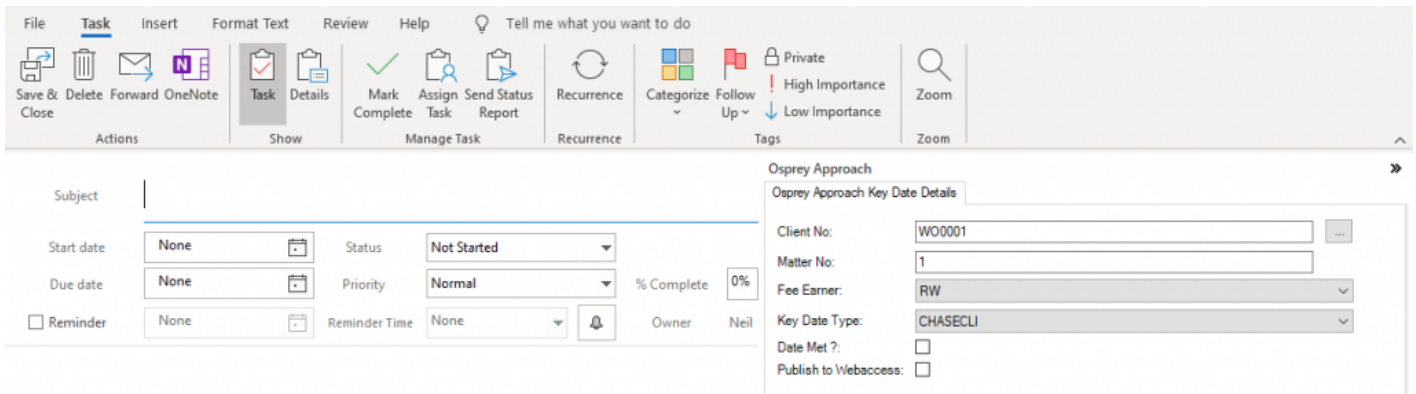 File Task Insert Format Text Review Help Tell me what you want to do
Save & Close Delete Forward OneNote Task Details Mark Complete Assign Task Send Status Report Recurrence Categorize Follow Up Private
High Importance
Low Importance
Zoom
Actions Show Manage Task Recurrence Tags Zoom
Subject
Start date None Status Not Started
Due date None Priority Normal % Complete 0%
Reminder None Reminder Time None Owner Neil
Osprey Approach
Osprey Approach Key Date Details
Client No: WO0001 ...
Matter No: 1
Fee Earner: RW
Key Date Type: CHASECLI
Date Met ?:
Publish to Webaccess: